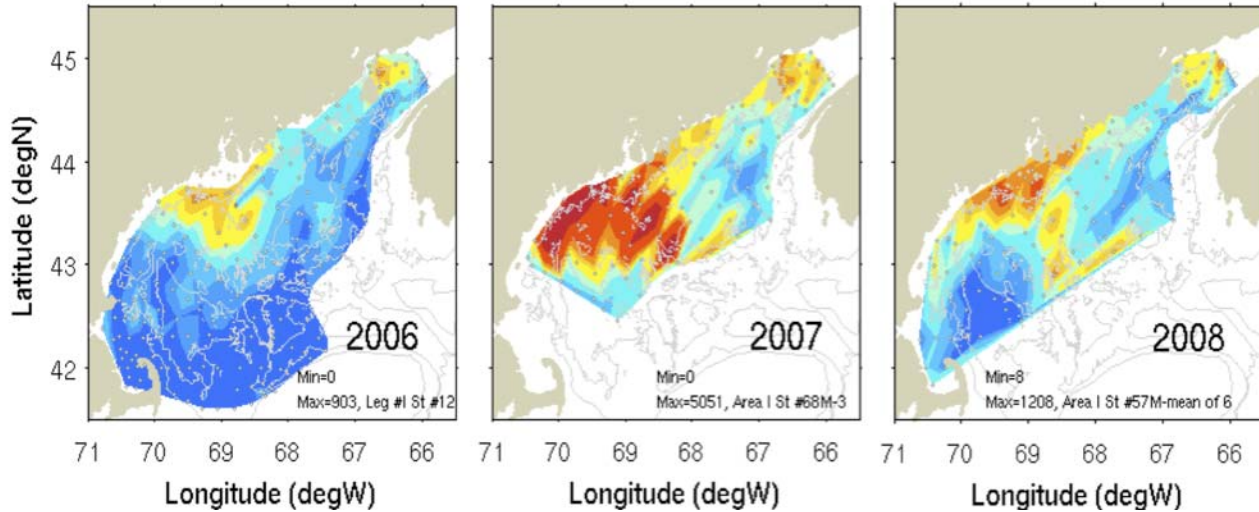 Latitude (degN)
45
44
43
42
2006
Min=0
Max=903, Leg #I St #12
71 70 69 68 67 66
Longitude (degW)
2007
Min=0
Max=5051, Area I St #68M-3
71 70 69 68 67 66
Longitude (degW)
2008
Min=8
Max=1208, Area I St #57M-mean of 6
71 70 69 68 67 66
Longitude (degW)